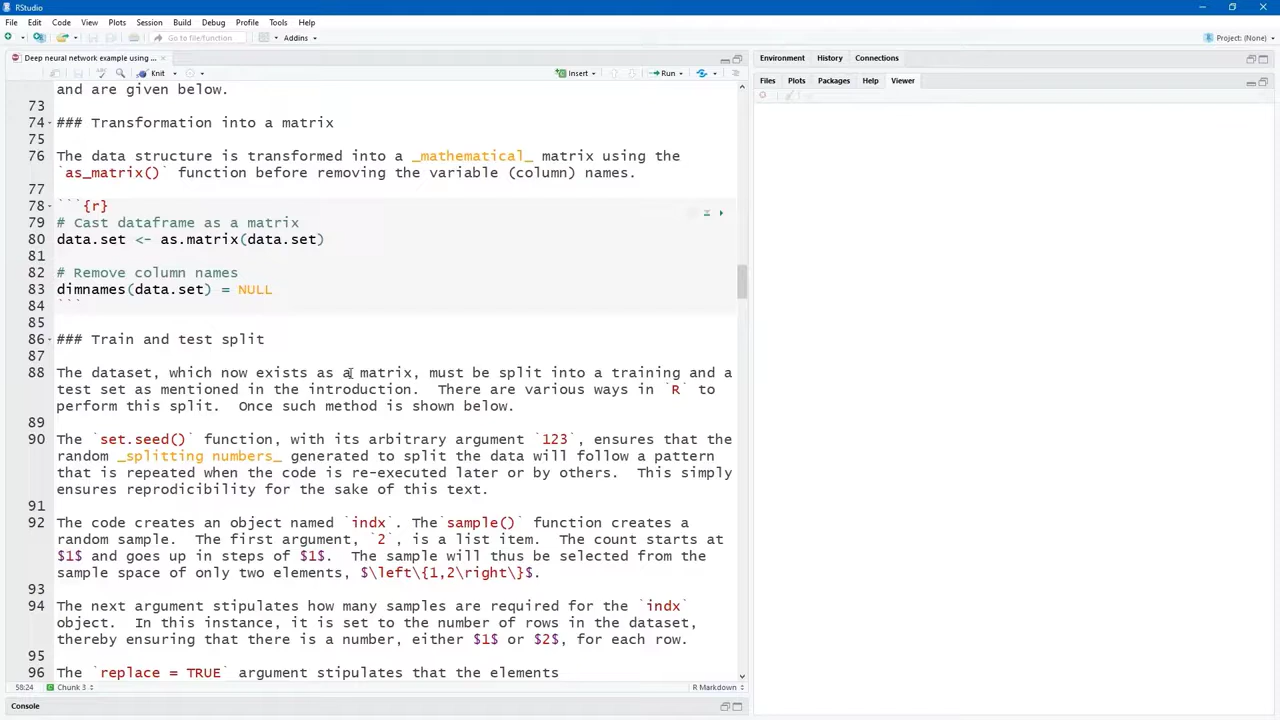 RStudio
File Edit Code View Plots Session Build Debug Profile Tools Help
Go to file/function Addins Project: (None)
Deep neural network example using ...
Environment History Connections
Knit Insert Run
Files Plots Packages Help Viewer
and are given below.
73
74 ### Transformation into a matrix
75
76 The data structure is transformed into a _mathematical_ matrix using the
`as_matrix()` function before removing the variable (column) names.
77
78 ```{r}
79 # Cast dataframe as a matrix
80 data.set <- as.matrix(data.set)
81
82 # Remove column names
83 dimnames(data.set) = NULL
84 ```
85
86 ### Train and test split
87
88 The dataset, which now exists as a matrix, must be split into a training and a
test set as mentioned in the introduction.  There are various ways in `R` to
perform this split.  Once such method is shown below.
89
90 The `set.seed()` function, with its arbitrary argument `123`, ensures that the
random _splitting numbers_ generated to split the data will follow a pattern
that is repeated when the code is re-executed later or by others.  This simply
ensures reprodicibility for the sake of this text.
91
92 The code creates an object named `indx`. The`sample()` function creates a
random sample.  The first argument, `2`, is a list item.  The count starts at
$1$ and goes up in steps of $1$.  The sample will thus be selected from the
sample space of only two elements, $\left\{1,2\right\}$.
93
94 The next argument stipulates how many samples are required for the `indx`
object.  In this instance, it is set to the number of rows in the dataset,
thereby ensuring that there is a number, either $1$ or $2$, for each row.
95
96 The `replace = TRUE` argument stipulates that the elements
58:24 Chunk 3 R Markdown
Console